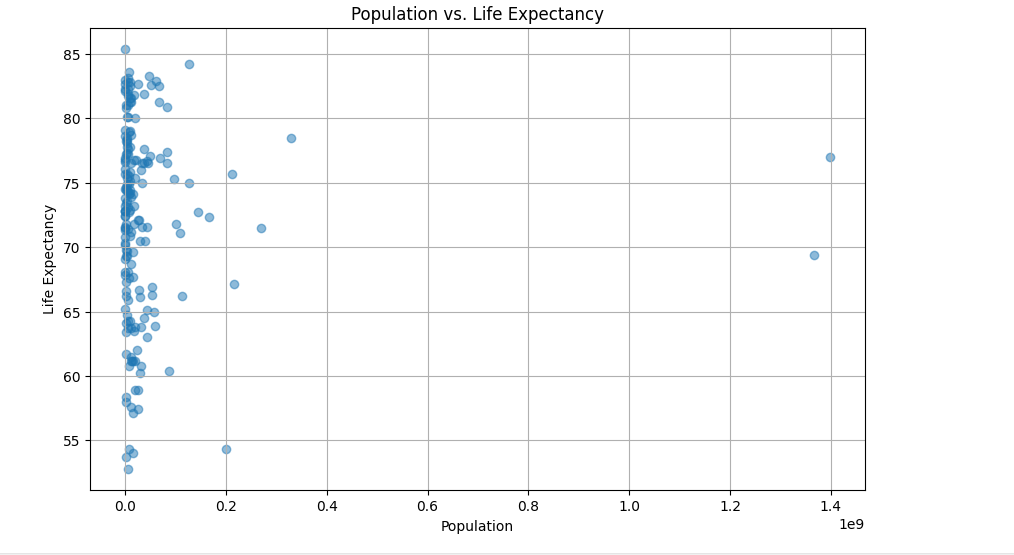 Population vs. Life Expectancy
85
80
75
70
65
60
55
Life Expectancy
0.0 0.2 0.4 0.6 0.8 1.0 1.2 1.4
1e9
Population